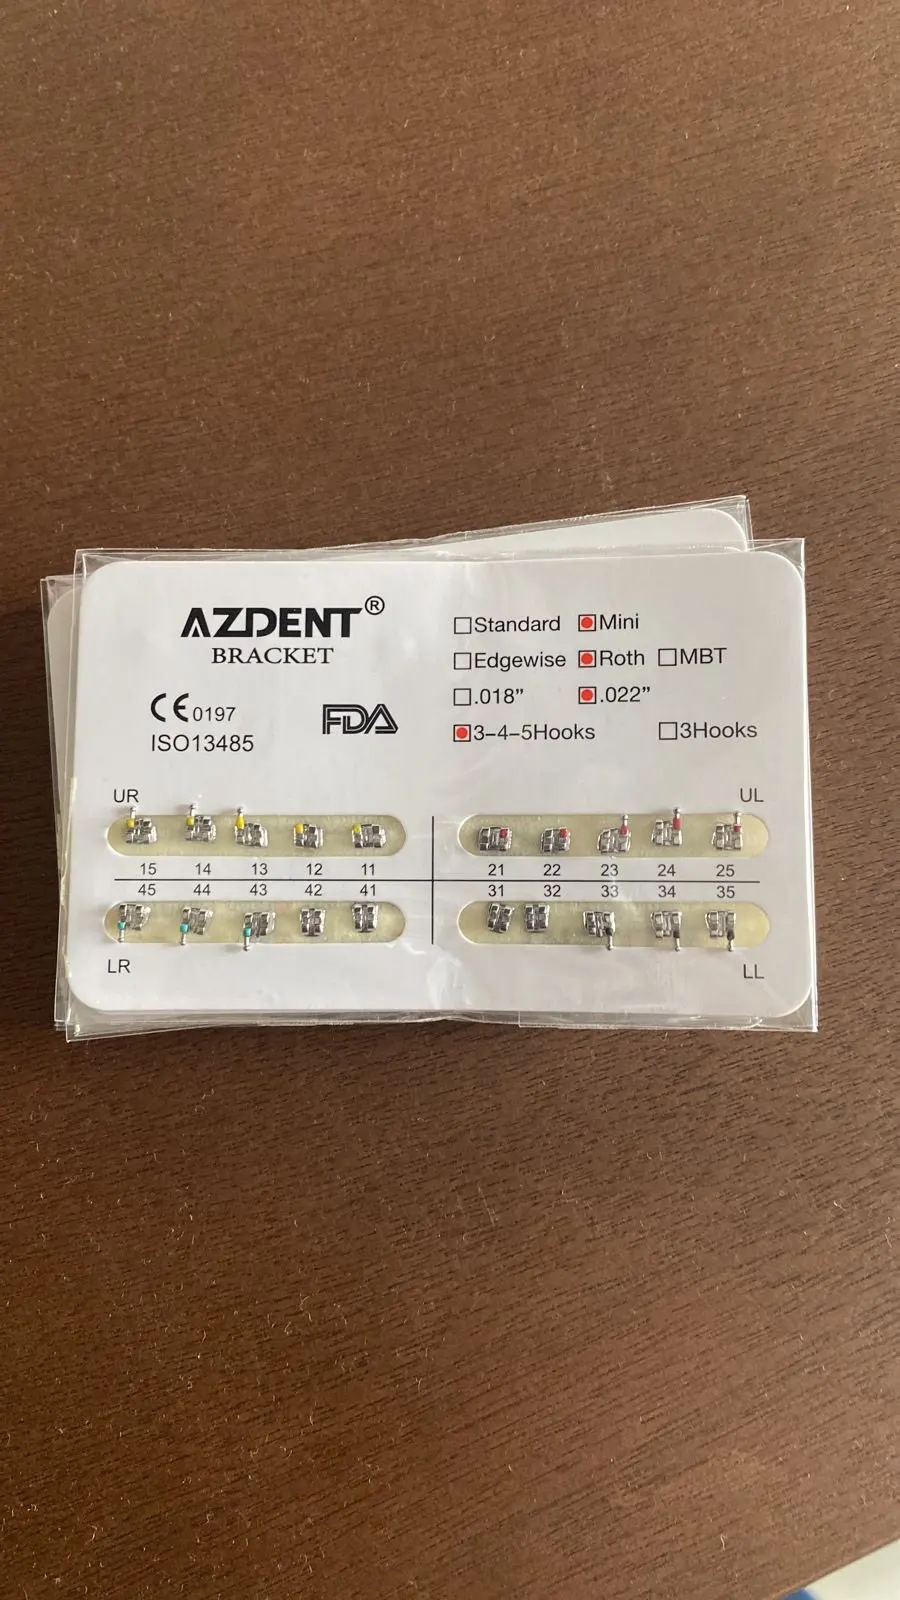 AZDENT®
BRACKET
CE 0197
FDA
ISO13485
Standard Mini
Edgewise Roth MBT
.018” .022”
3-4-5Hooks 3Hooks
UR UL
15 14 13 12 11 21 22 23 24 25
45 44 43 42 41 31 32 33 34 35
LR LL